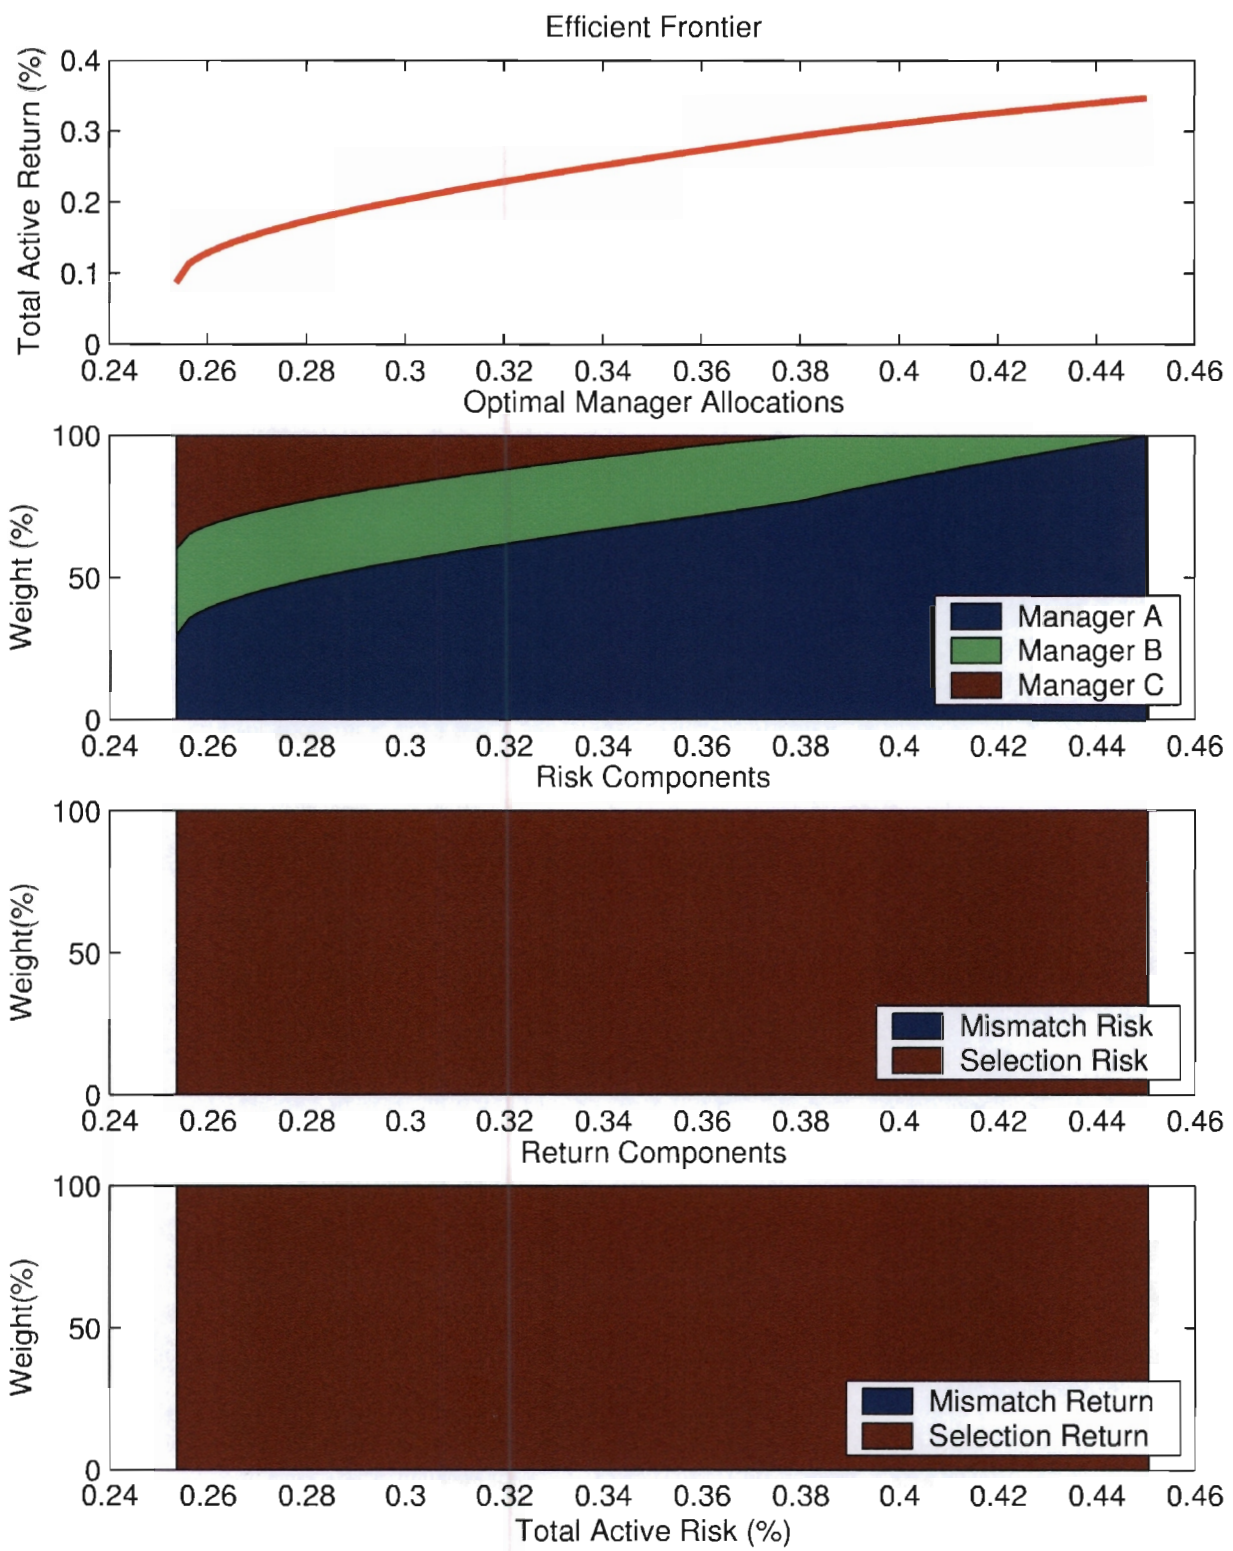 Efficient Frontier
Total Active Return (%)
0.4
0.3
0.2
0.1
0
0.24 0.26 0.28 0.3 0.32 0.34 0.36 0.38 0.4 0.42 0.44 0.46
Optimal Manager Allocations
Weight (%)
100
50
0
Manager A
Manager B
Manager C
0.24 0.26 0.28 0.3 0.32 0.34 0.36 0.38 0.4 0.42 0.44 0.46
Risk Components
Weight(%)
100
50
0
Mismatch Risk
Selection Risk
0.24 0.26 0.28 0.3 0.32 0.34 0.36 0.38 0.4 0.42 0.44 0.46
Return Components
Weight(%)
100
50
0
Mismatch Return
Selection Return
0.24 0.26 0.28 0.3 0.32 0.34 0.36 0.38 0.4 0.42 0.44 0.46
Total Active Risk (%)